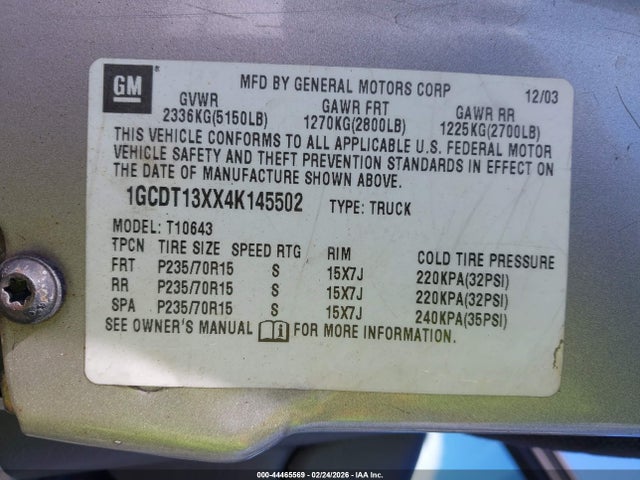 GM
MFD BY GENERAL MOTORS CORP 12/03
GVWR GAWR FRT GAWR RR
2336KG(5150LB) 1270KG(2800LB) 1225KG(2700LB)
THIS VEHICLE CONFORMS TO ALL APPLICABLE U.S. FEDERAL MOTOR
VEHICLE SAFETY AND THEFT PREVENTION STANDARDS IN EFFECT ON
THE DATE OF MANUFACTURE SHOWN ABOVE.
1GCDT13XX4K145502 TYPE: TRUCK
MODEL: T10643
TPCN TIRE SIZE SPEED RTG RIM COLD TIRE PRESSURE
FRT P235/70R15 S 15X7J 220KPA(32PSI)
RR P235/70R15 S 15X7J 220KPA(32PSI)
SPA P235/70R15 S 15X7J 240KPA(35PSI)
SEE OWNER'S MANUAL FOR MORE INFORMATION.
000-44465569 - 02/24/2026 - IAA Inc.